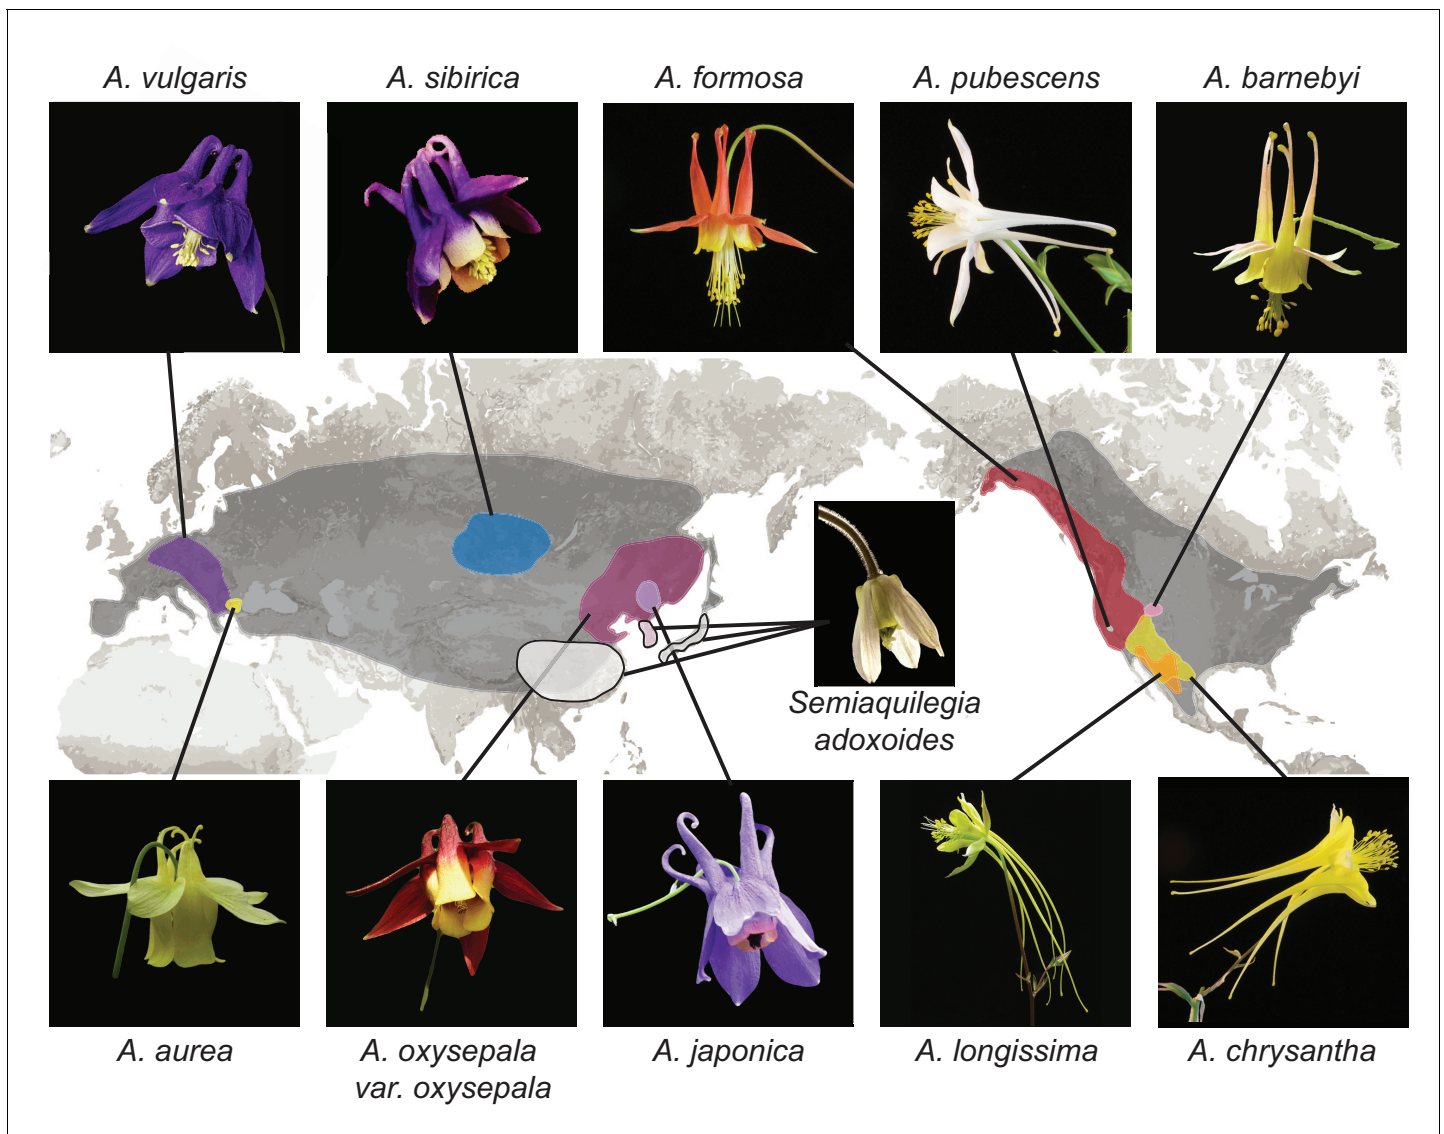 A. vulgaris
A. sibirica
A. formosa
A. pubescens
A. barnebyi
Semiaquilegia
adoxoides
A. aurea
A. oxysepala
var. oxysepala
A. japonica
A. longissima
A. chrysantha